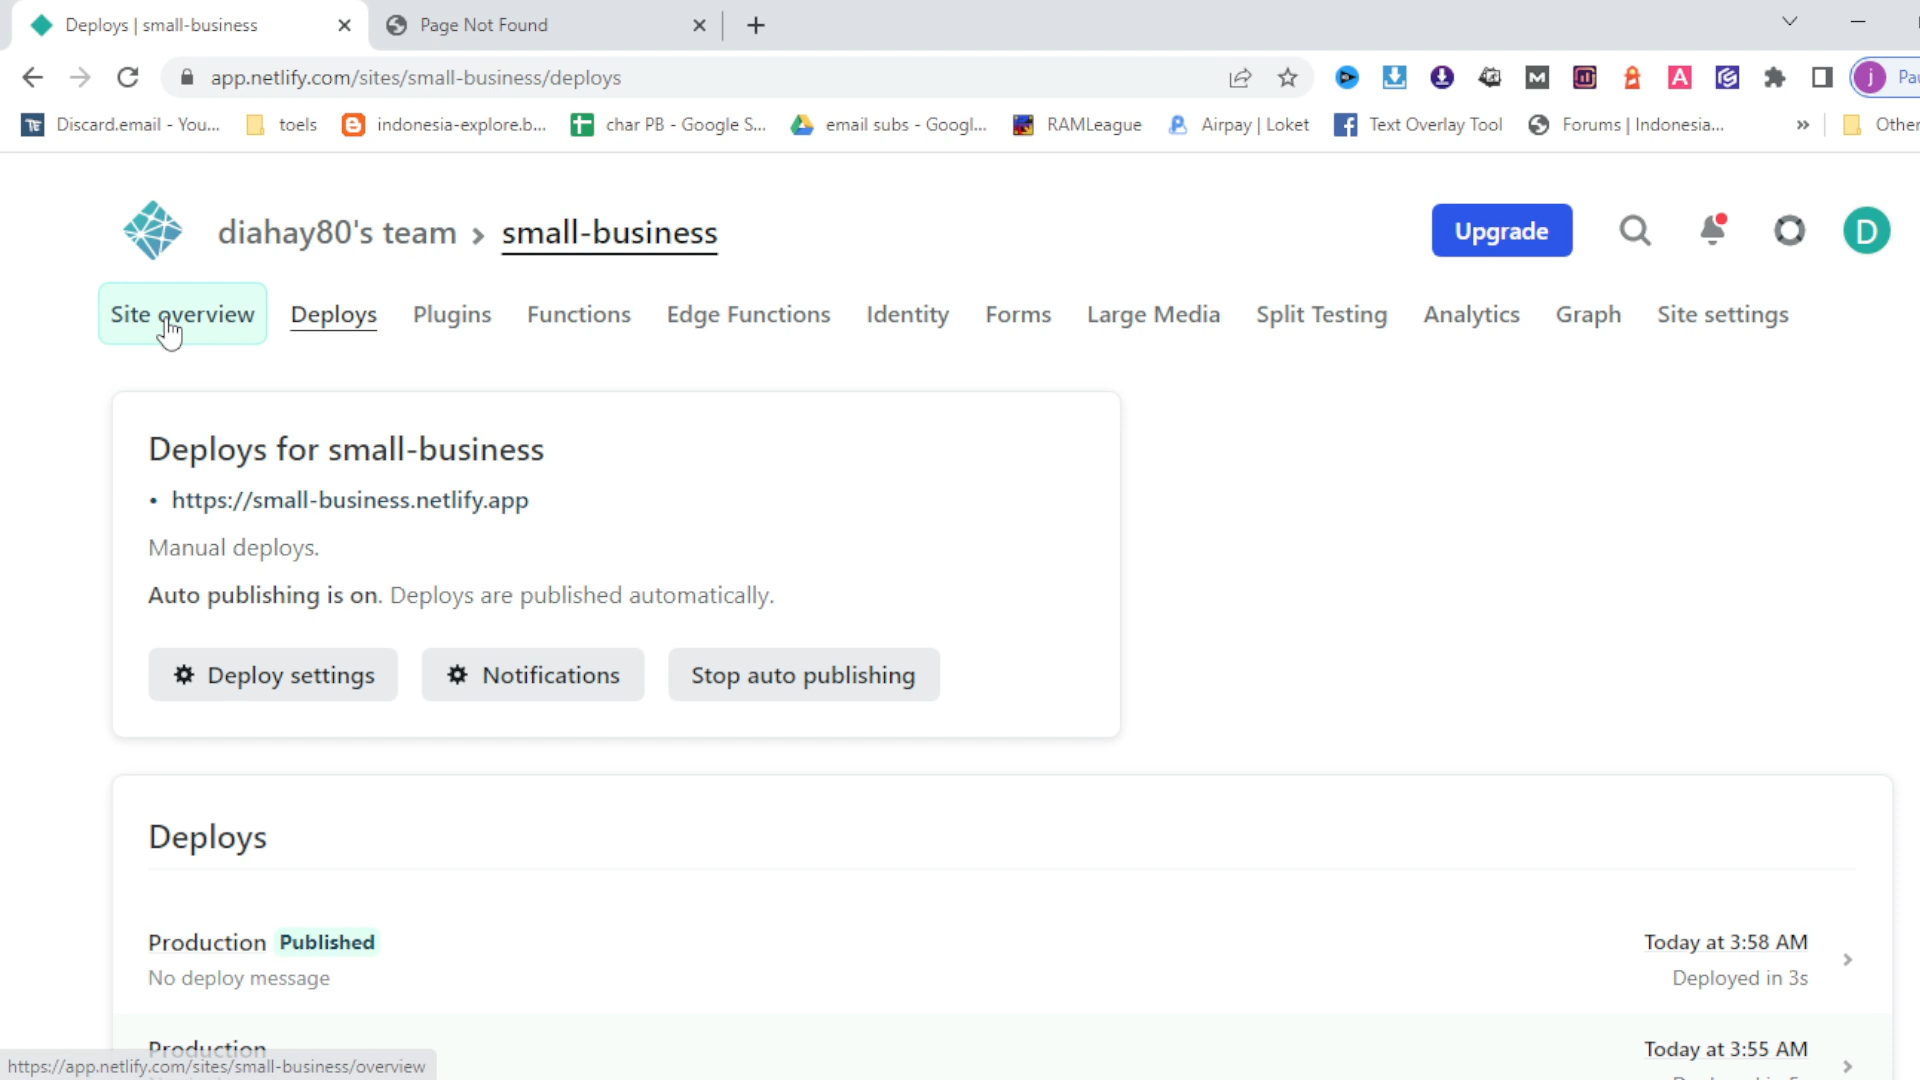 Deploys | small-business
Page Not Found
app.netlify.com/sites/small-business/deploys
Discard.email - You... toels indonesia-explore.b... char PB - Google S... email subs - Googl... RAMLeague Airpay | Loket Text Overlay Tool Forums | Indonesia... » Other
diahay80's team > small-business
Upgrade
D
Site overview Deploys Plugins Functions Edge Functions Identity Forms Large Media Split Testing Analytics Graph Site settings
Deploys for small-business
• https://small-business.netlify.app
Manual deploys.
Auto publishing is on. Deploys are published automatically.
Deploy settings Notifications Stop auto publishing
Deploys
Production Published
Today at 3:58 AM
No deploy message
Deployed in 3s
Production
Today at 3:55 AM
https://app.netlify.com/sites/small-business/overview